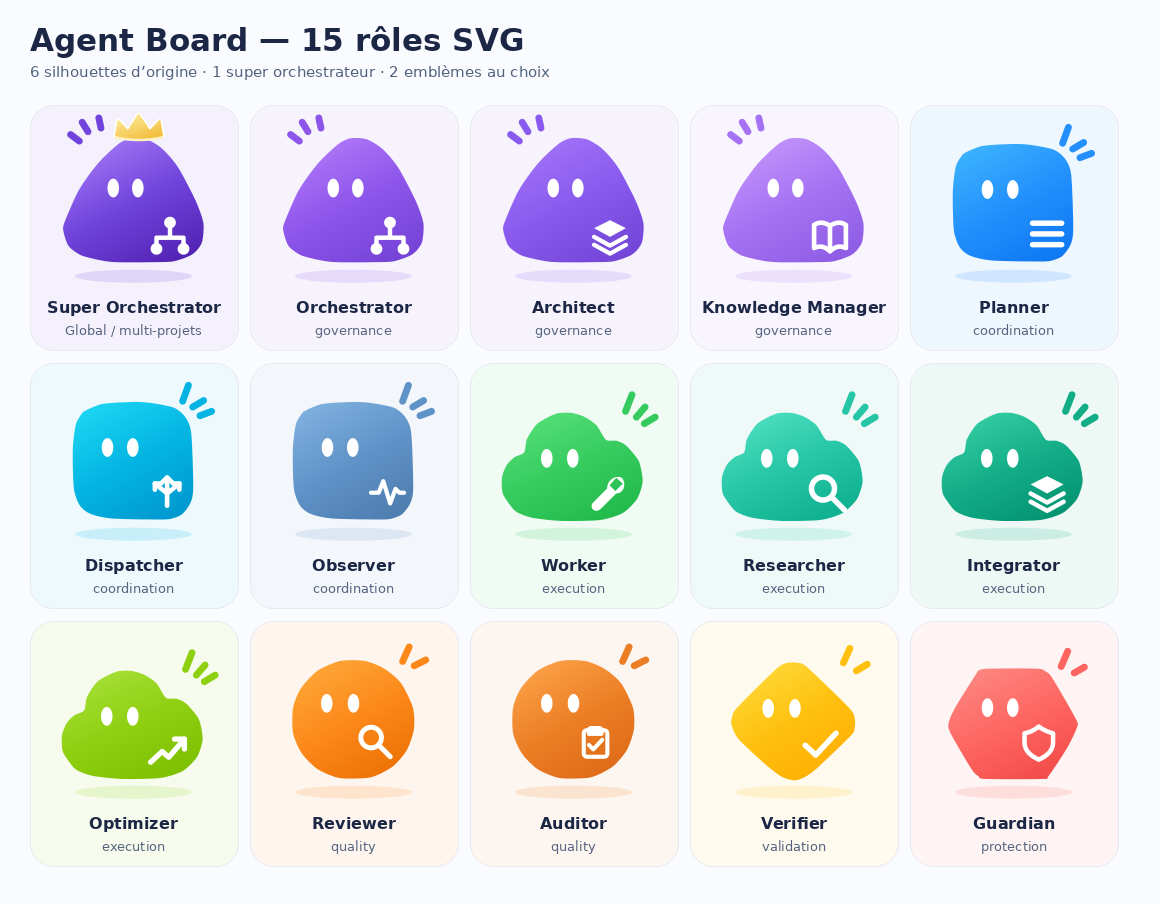 Agent Board — 15 rôles SVG
6 silhouettes d’origine · 1 super orchestrateur · 2 emblèmes au choix
Super Orchestrator
Global / multi-projets
Orchestrator
governance
Architect
governance
Knowledge Manager
governance
Planner
coordination
Dispatcher
coordination
Observer
coordination
Worker
execution
Researcher
execution
Integrator
execution
Optimizer
execution
Reviewer
quality
Auditor
quality
Verifier
validation
Guardian
protection